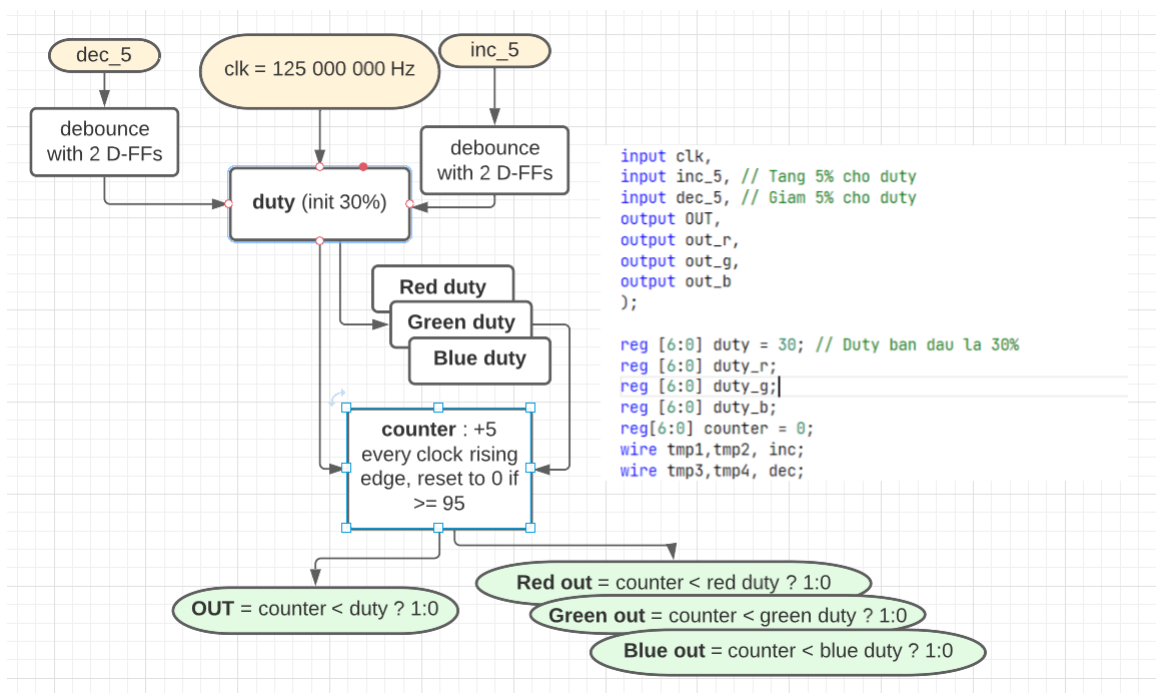 dec_5
clk = 125 000 000 Hz
inc_5
debounce
with 2 D-FFs
debounce
with 2 D-FFs
duty (init 30%)
Red duty
Green duty
Blue duty
counter : +5
every clock rising
edge, reset to 0 if
>= 95
OUT = counter < duty ? 1:0
Red out = counter < red duty ? 1:0
Green out = counter < green duty ? 1:0
Blue out = counter < blue duty ? 1:0
input clk,
input inc_5, // Tang 5% cho duty
input dec_5, // Giam 5% cho duty
output OUT,
output out_r,
output out_g,
output out_b
);
reg [6:0] duty = 30; // Duty ban dau la 30%
reg [6:0] duty_r;
reg [6:0] duty_g;
reg [6:0] duty_b;
reg[6:0] counter = 0;
wire tmp1,tmp2, inc;
wire tmp3,tmp4, dec;